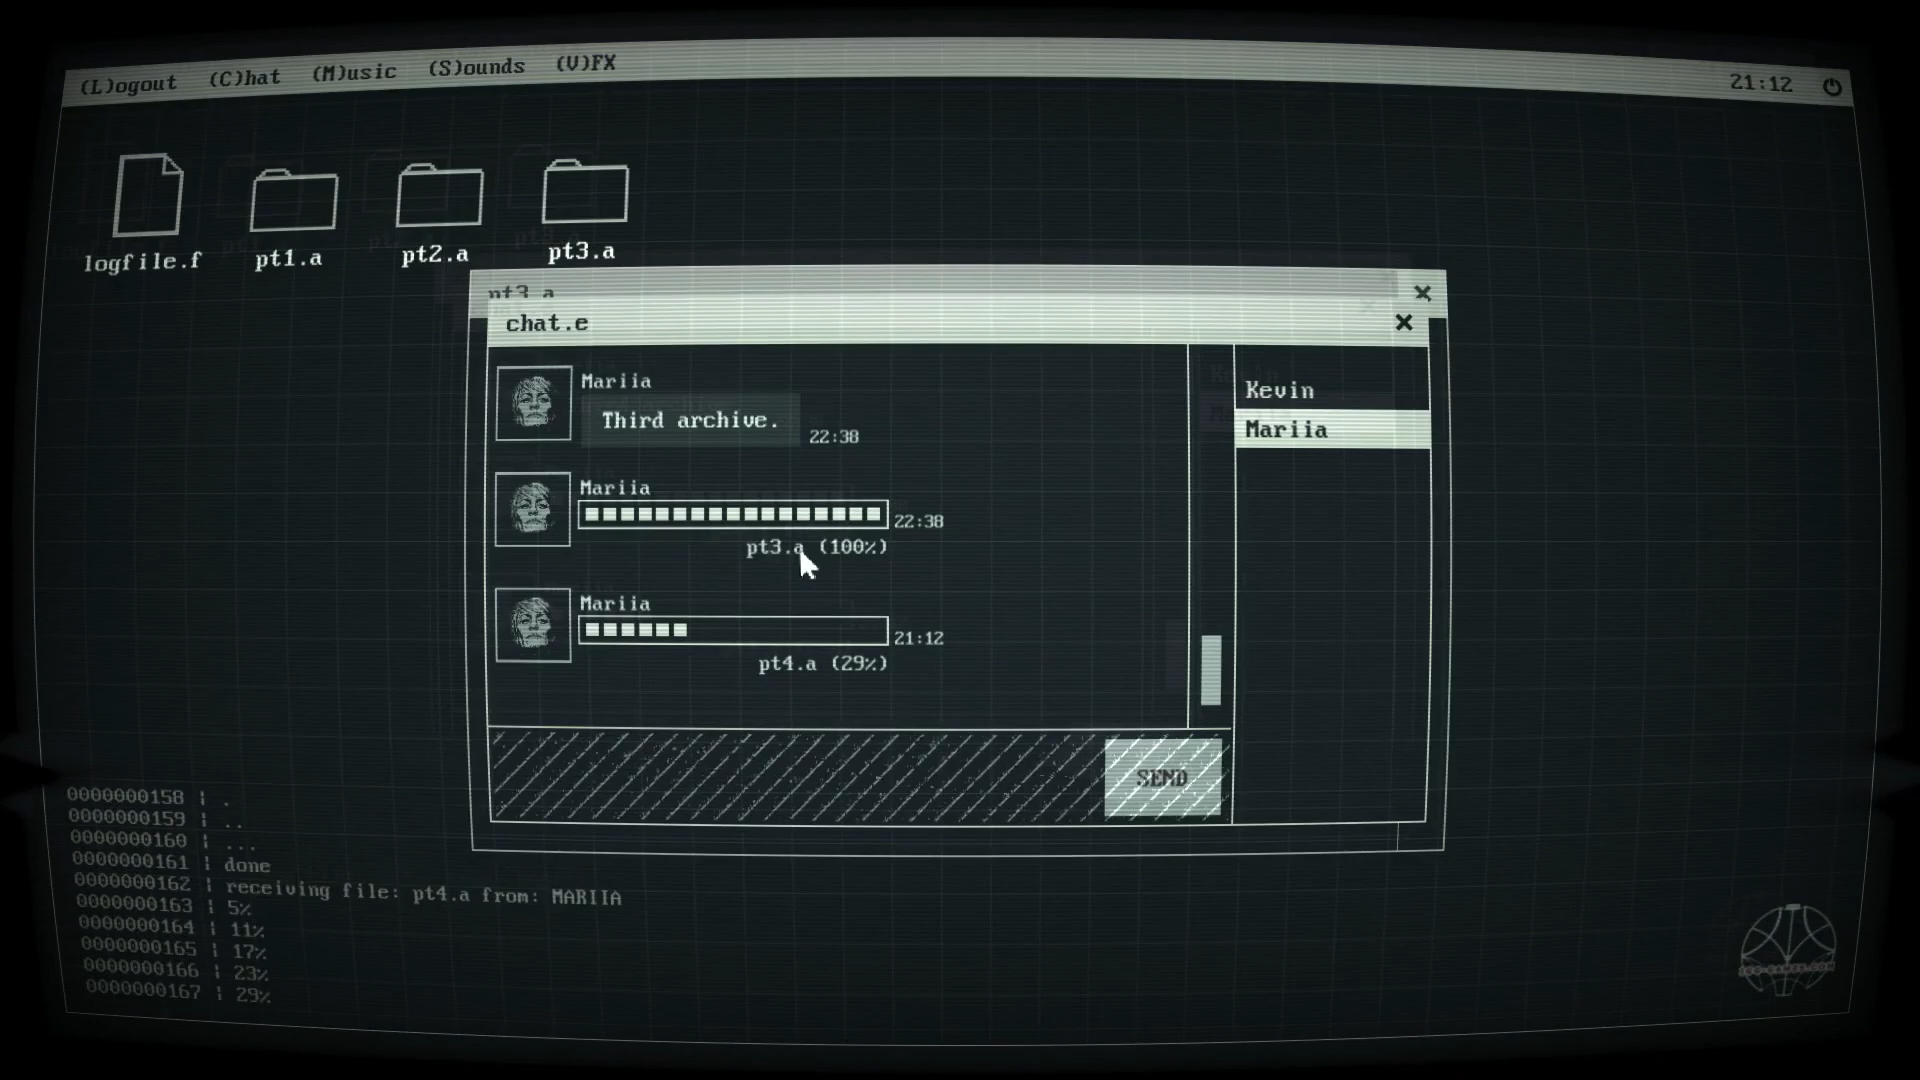 (L)ogout (C)hat (M)usic (S)ounds (V)FX 21:12
logfile.f pt1.a pt2.a pt3.a
pt3.a
chat.e
Mariia
Third archive.
22:38
Mariia
22:38
pt3.a (100%)
Mariia
21:12
pt4.a (29%)
SEND
Kevin
Mariia
0000000158 | .
0000000159 | ..
0000000160 | ...
0000000161 | done
0000000162 | receiving file: pt4.a from: MARIIA
0000000163 | 5%
0000000164 | 11%
0000000165 | 17%
0000000166 | 23%
0000000167 | 29%